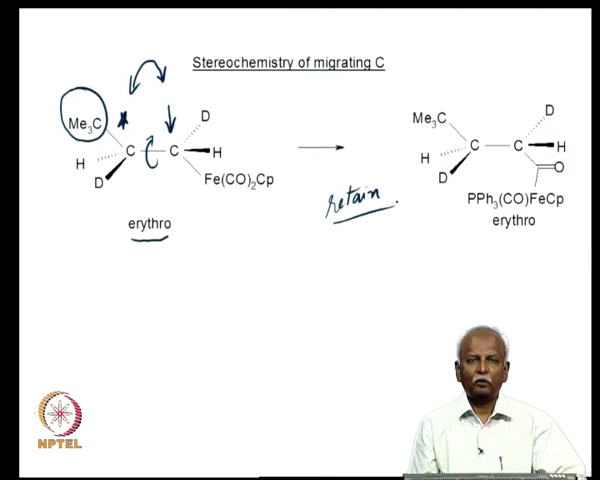 Stereochemistry of migrating C
Me3C
D
H
C
C
H
D
Fe(CO)2Cp
erythro
retain.
Me3C
D
H
C
C
H
D
O
PPh3(CO)FeCp
erythro
NPTEL